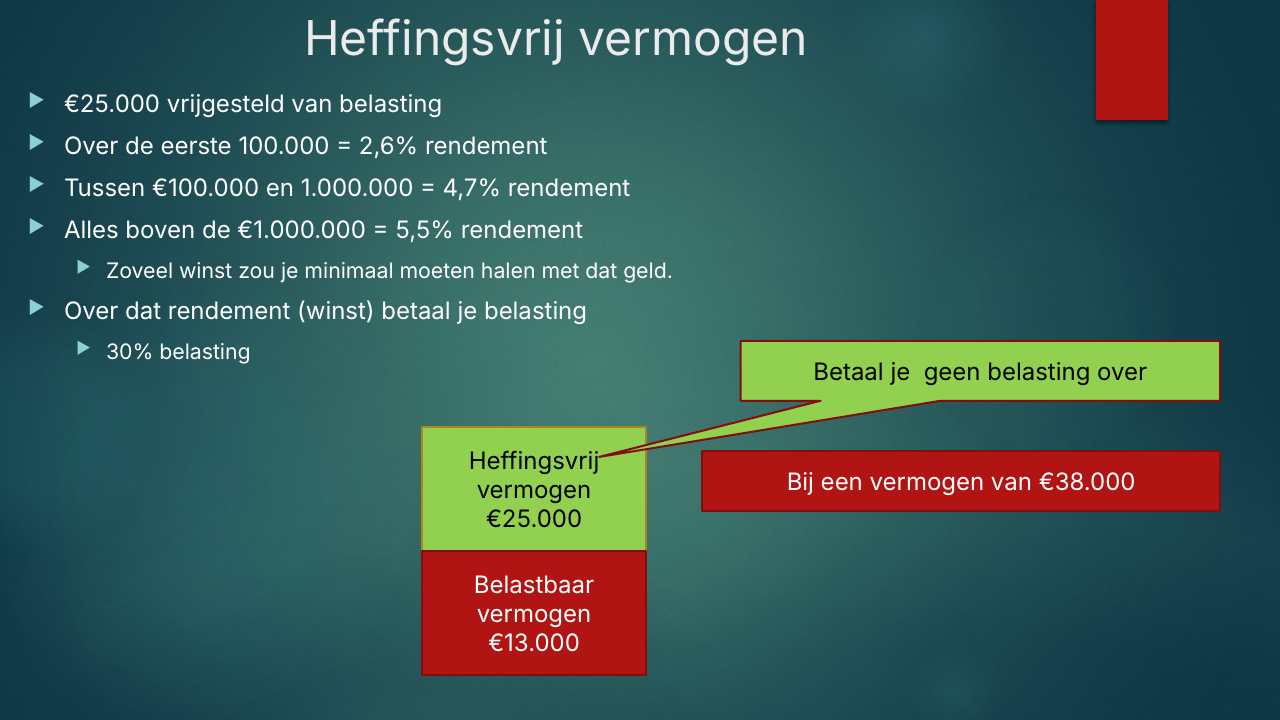 Heffingsvrij vermogen
€25.000 vrijgesteld van belasting
Over de eerste 100.000 = 2,6% rendement
Tussen €100.000 en 1.000.000 = 4,7% rendement
Alles boven de €1.000.000 = 5,5% rendement
Zoveel winst zou je minimaal moeten halen met dat geld.
Over dat rendement (winst) betaal je belasting
30% belasting
Betaal je  geen belasting over
Heffingsvrij
vermogen
€25.000
Bij een vermogen van €38.000
Belastbaar
vermogen
€13.000